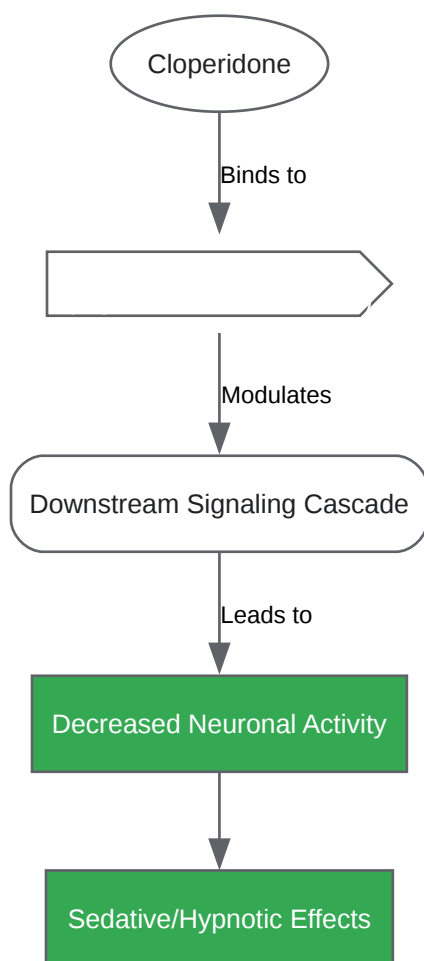 Cloperidone
Binds to
Modulates
Downstream Signaling Cascade
Leads to
Decreased Neuronal Activity
Sedative/Hypnotic Effects